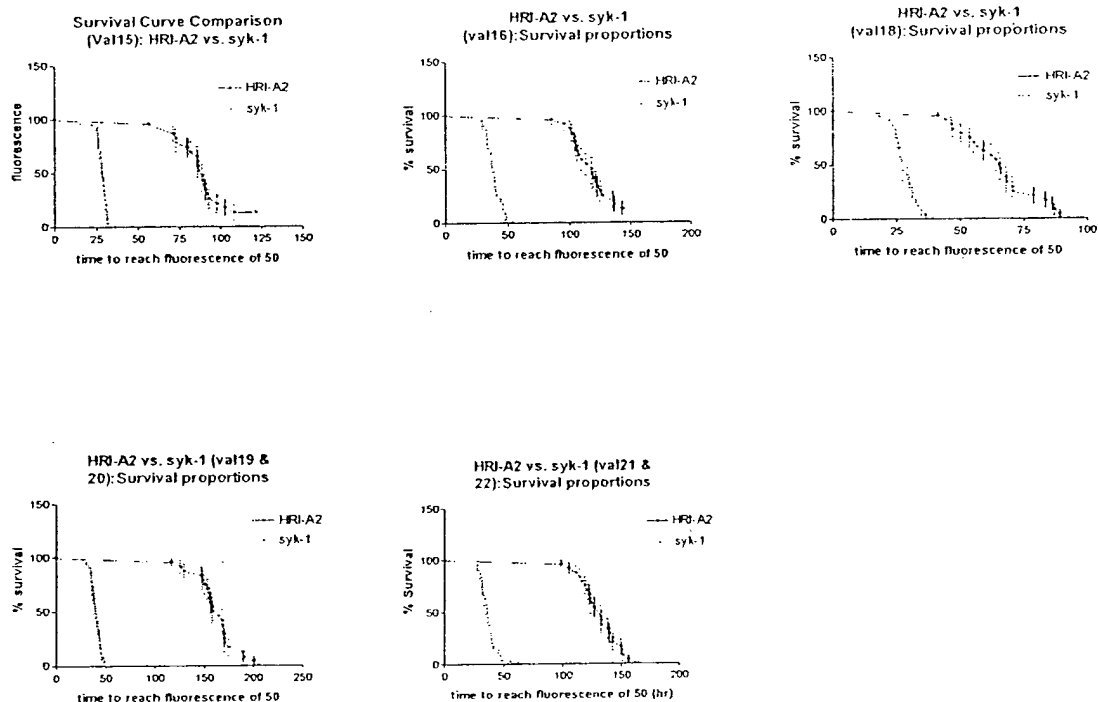 Survival Curve Comparison
(Val15): HRI-A2 vs. syk-1
150
100
50
0
fluorescence
HRI-A2
syk-1
0 25 50 75 100 125 150
time to reach fluorescence of 50
HRI-A2 vs. syk-1
(val16):Survival proportions
150
100
50
0
% survival
HRI-A2
syk-1
0 50 100 150 200
time to reach fluorescence of 50
HRI-A2 vs. syk-1
(val18):Survival proportions
150
100
50
0
% survival
HRI-A2
syk-1
0 25 50 75 100
time to reach fluorescence of 50
HRI-A2 vs. syk-1 (val19 &
20):Survival proportions
150
100
50
0
% survival
HRI-A2
syk-1
0 50 100 150 200 250
time to reach fluorescence of 50
HRI-A2 vs. syk-1 (val21 &
22):Survival proportions
150
100
50
0
% Survival
HRI-A2
syk-1
0 50 100 150 200
time to reach fluorescence of 50 (hr)